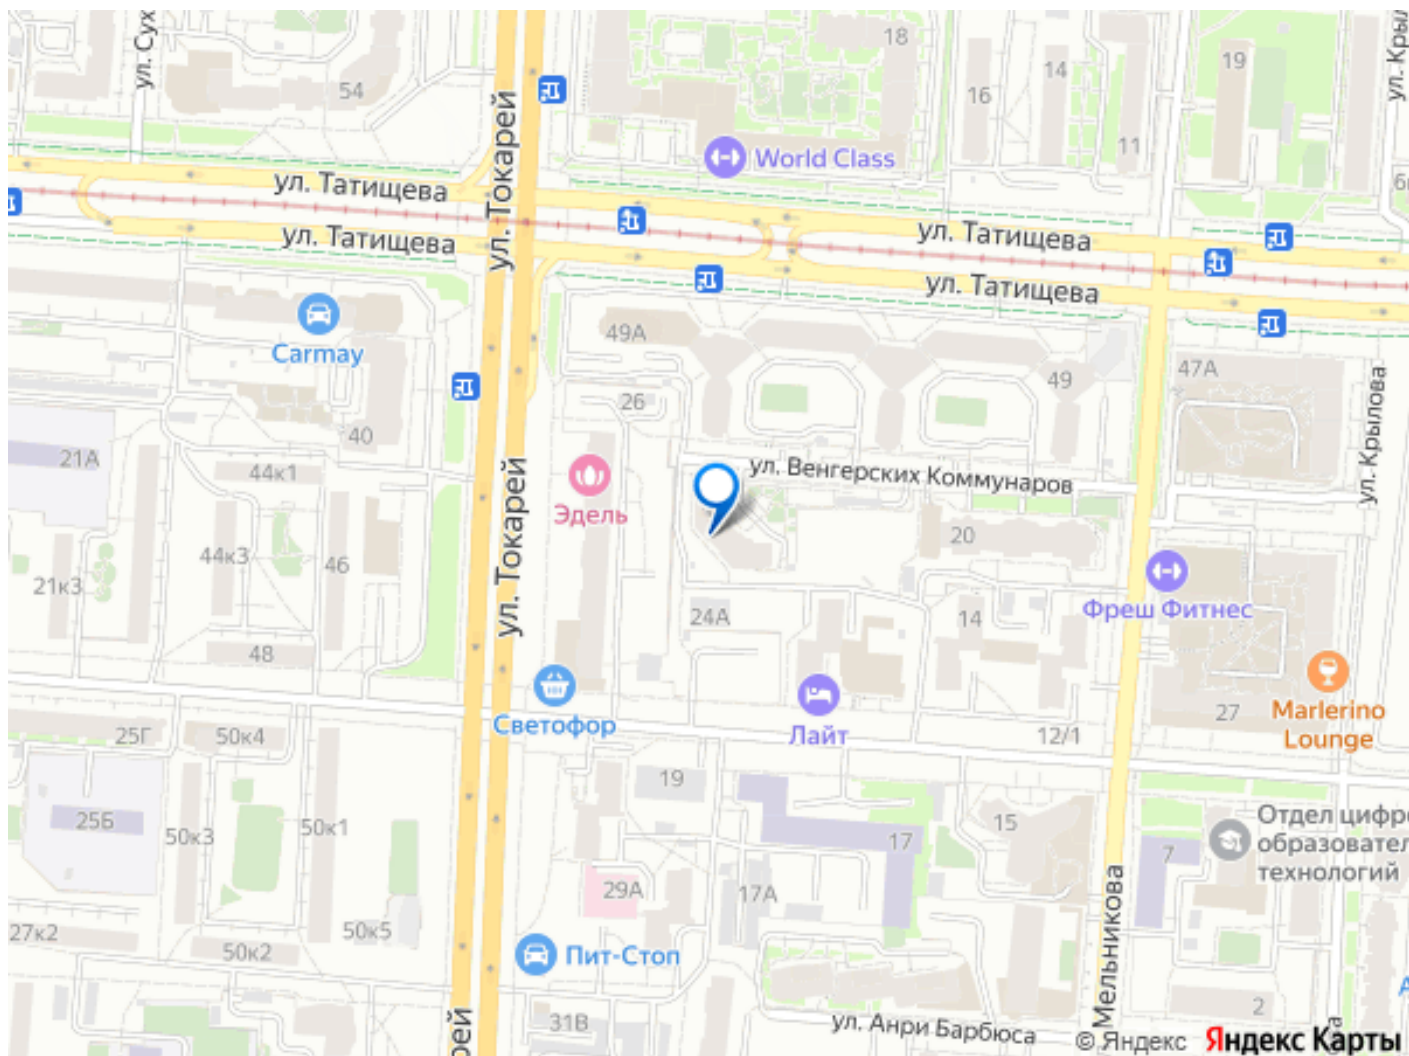 ул. Сух
54
ул. Токарей
18
16
14
11
19
ул. Кры
World Class
ул. Татищева
ул. Татищева
ул. Татищева
ул. Татищева
Carmay
49А
49
47А
ул. Крылова
26
40
21А
44к1
ул. Венгерских Коммунаров
Эдель
ул. Токарей
20
44к3
46
21к3
Фреш Фитнес
24А
14
48
Светофор
Лайт
25Г
50к4
12/1
27
Marlerino
Lounge
19
25Б
50к3
50к1
17
15
7
Отдел цифро
образовател
технологий
29А
17А
Мельникова
27к2
50к2
50к5
Пит-Стоп
31В
2
ул. Анри Барбюса
рей
© Яндекс Яндекс Карты